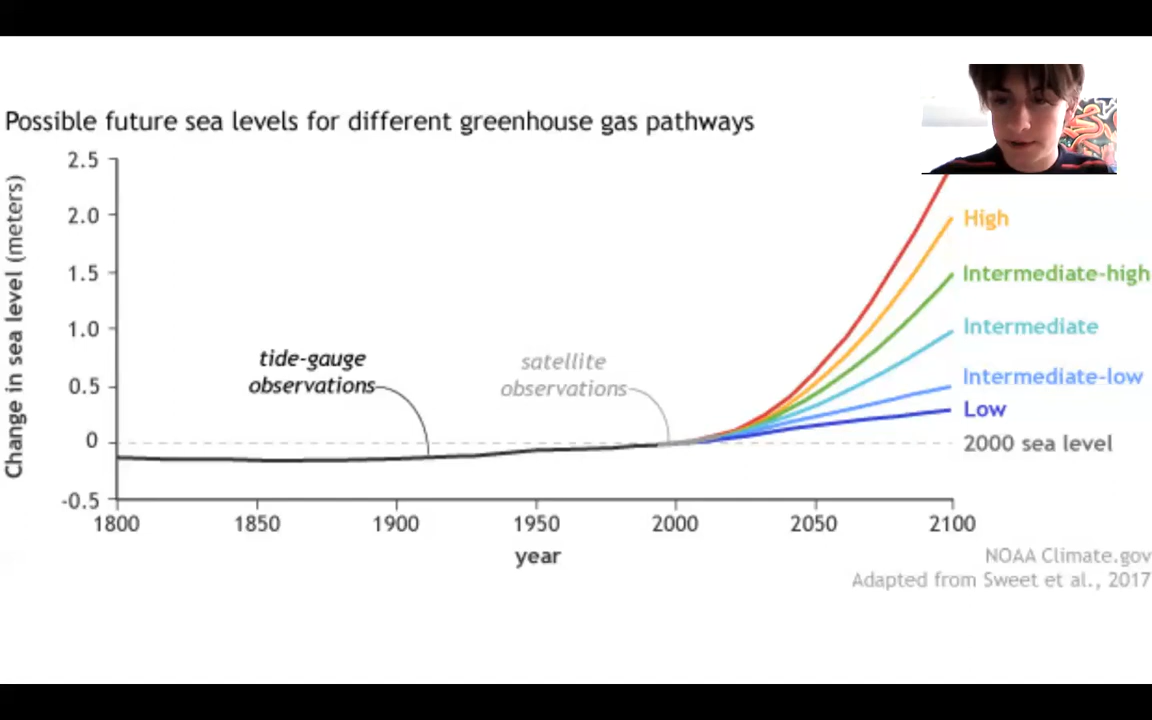 Possible future sea levels for different greenhouse gas pathways
Change in sea level (meters)
2.5
2.0
1.5
1.0
0.5
0
-0.5
tide-gauge
observations
satellite
observations
High
Intermediate-high
Intermediate
Intermediate-low
Low
2000 sea level
1800 1850 1900 1950 2000 2050 2100
year
NOAA Climate.gov
Adapted from Sweet et al., 2017